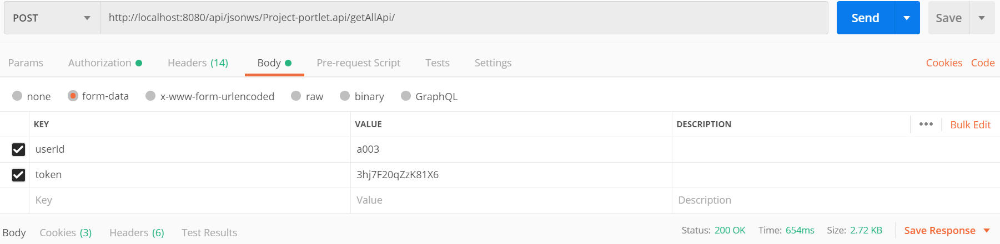 POST http://localhost:8080/api/jsonws/Project-portlet.api/getAllApi/ Send Save
Params Authorization Headers (14) Body Pre-request Script Tests Settings Cookies Code
none form-data x-www-form-urlencoded raw binary GraphQL
KEY VALUE DESCRIPTION ••• Bulk Edit
userId a003
token 3hj7F20qZzK81X6
Key Value Description
Body Cookies (3) Headers (6) Test Results Status: 200 OK Time: 654ms Size: 2.72 KB Save Response